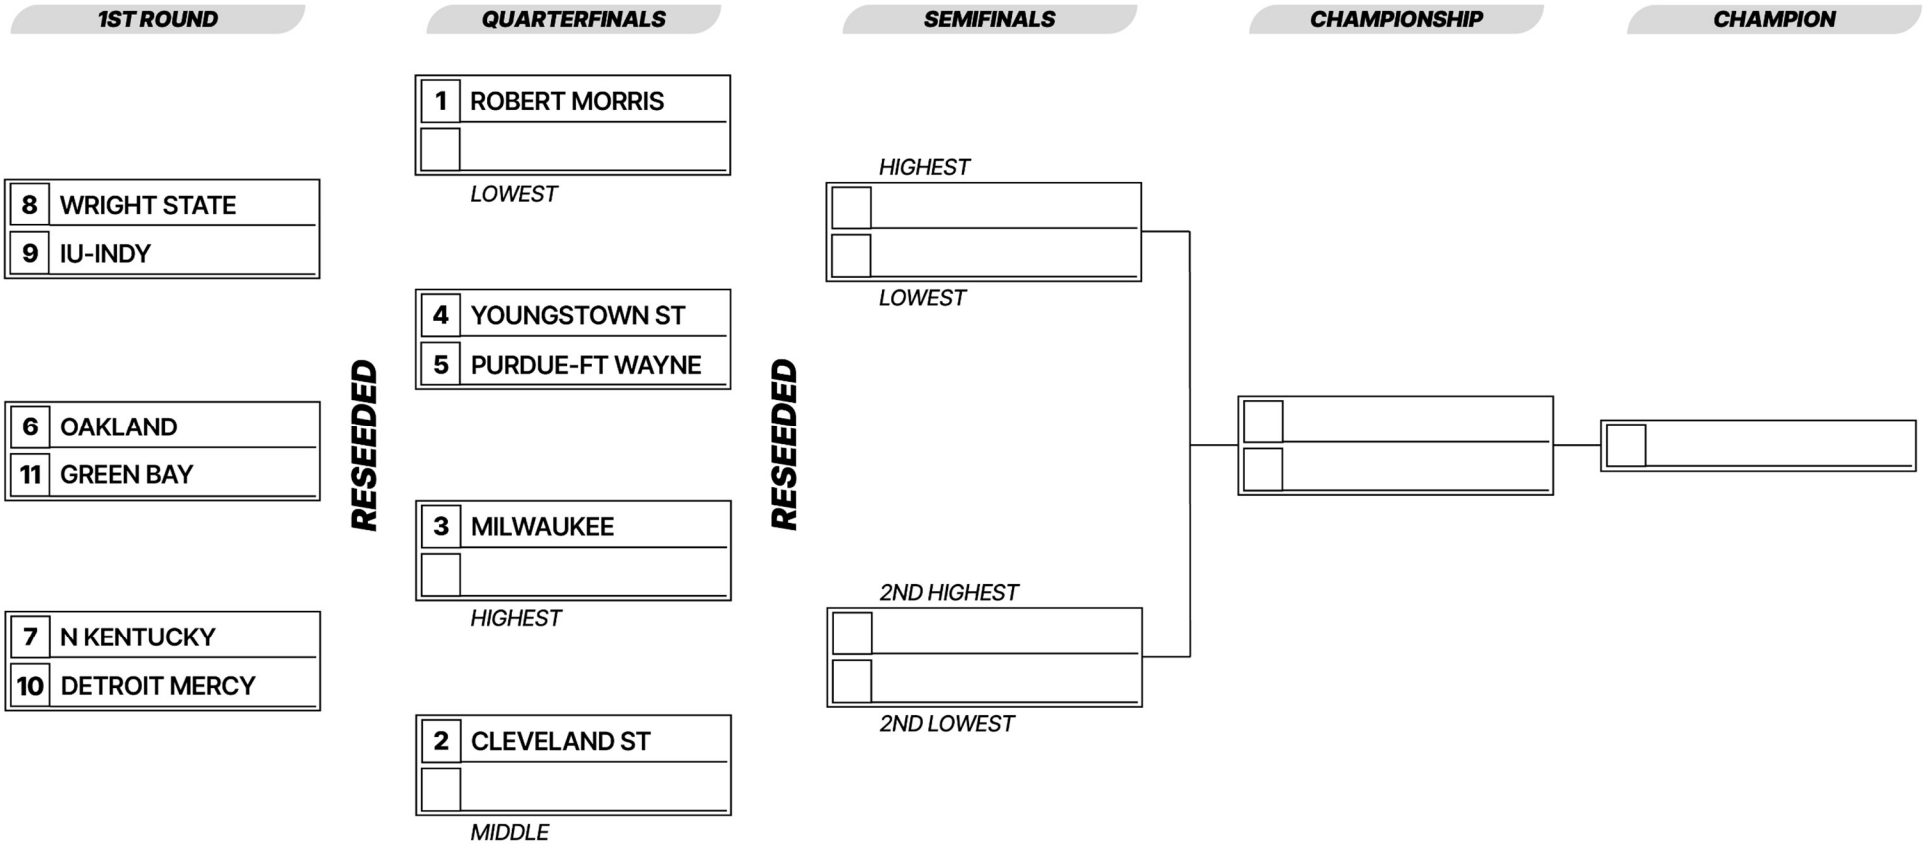 1ST ROUND
QUARTERFINALS
SEMIFINALS
CHAMPIONSHIP
CHAMPION
8 WRIGHT STATE
9 IU-INDY
6 OAKLAND
11 GREEN BAY
7 N KENTUCKY
10 DETROIT MERCY
RESEEDED
1 ROBERT MORRIS
LOWEST
4 YOUNGSTOWN ST
5 PURDUE-FT WAYNE
3 MILWAUKEE
HIGHEST
2 CLEVELAND ST
MIDDLE
RESEEDED
HIGHEST
LOWEST
2ND HIGHEST
2ND LOWEST